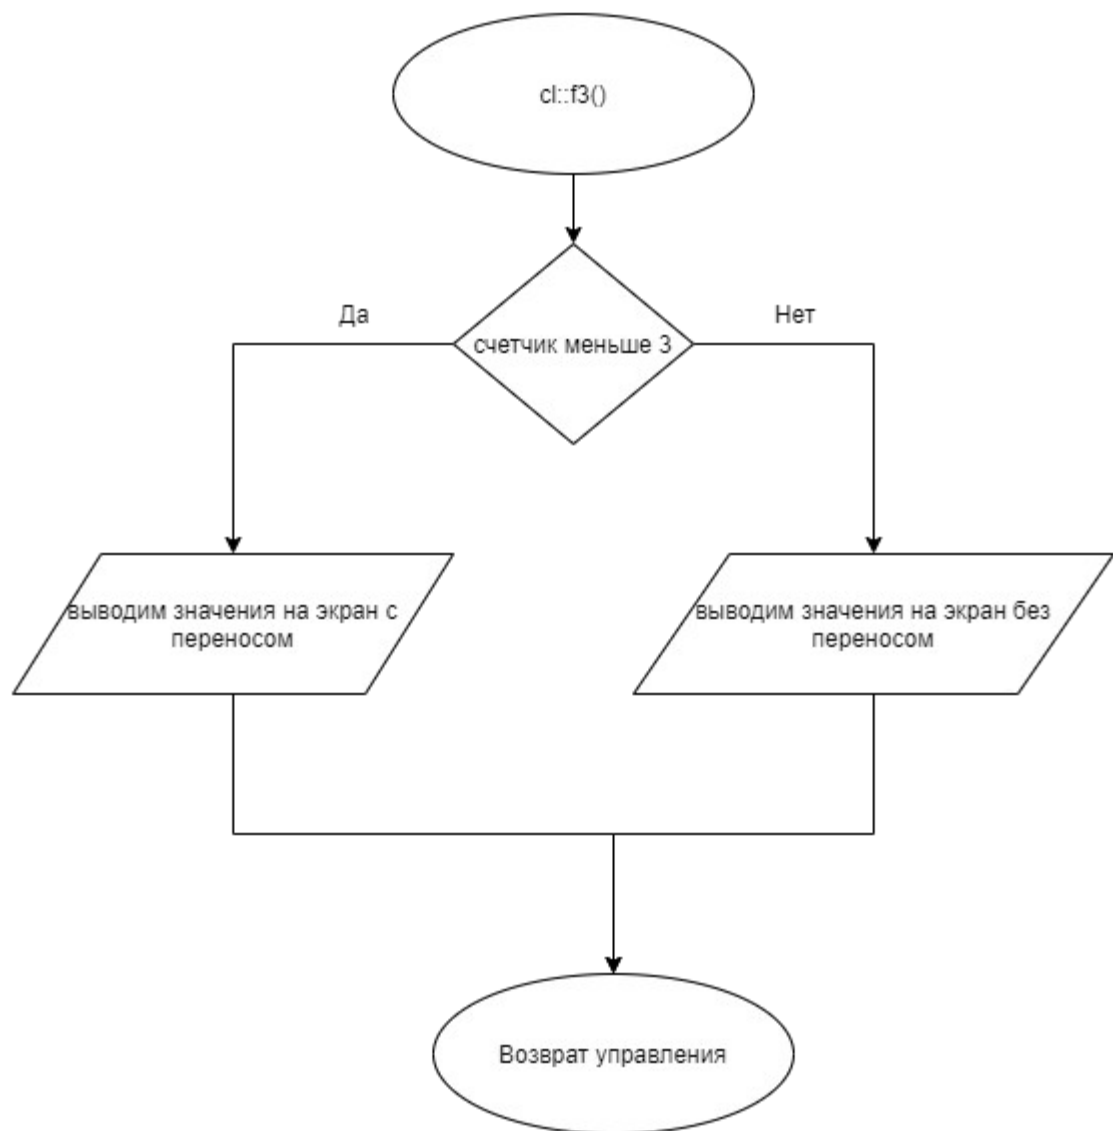 cl::f3()
Да
Нет
счетчик меньше 3
выводим значения на экран с
переносом
выводим значения на экран без
переносом
Возврат управления